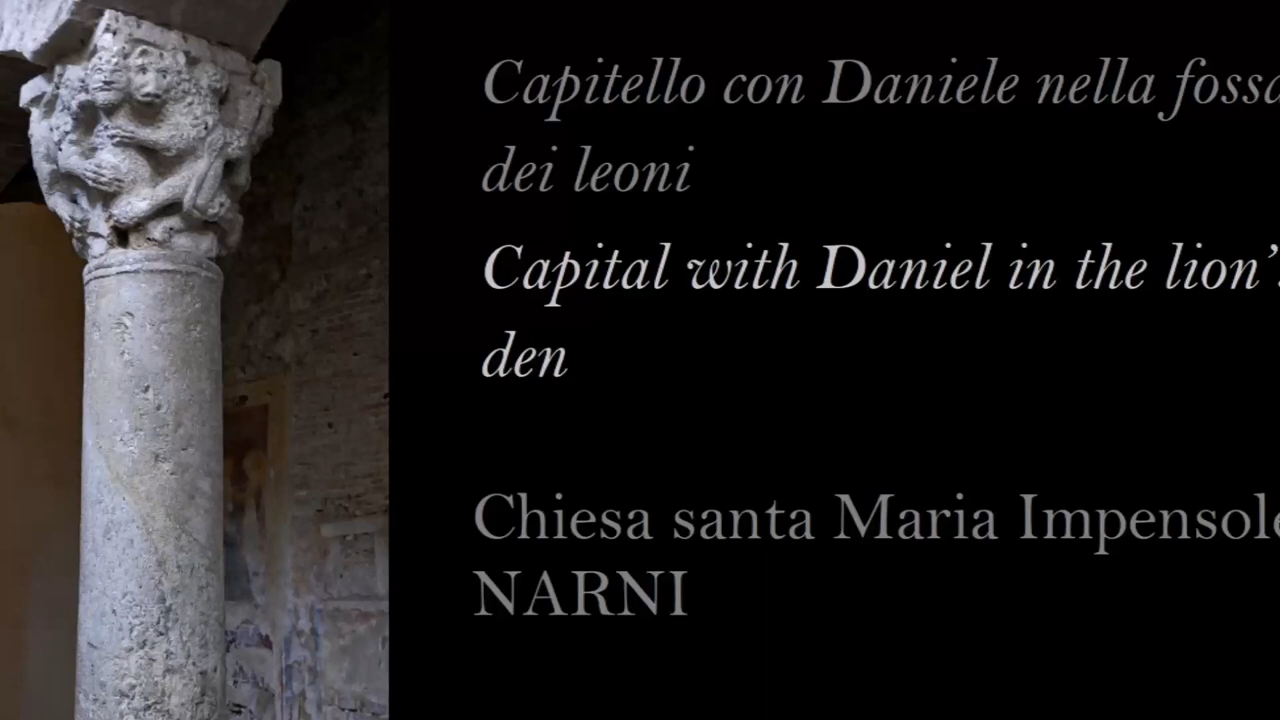 Capitello con Daniele nella fossa
dei leoni
Capital with Daniel in the lion’s
den
Chiesa santa Maria Impensole
NARNI